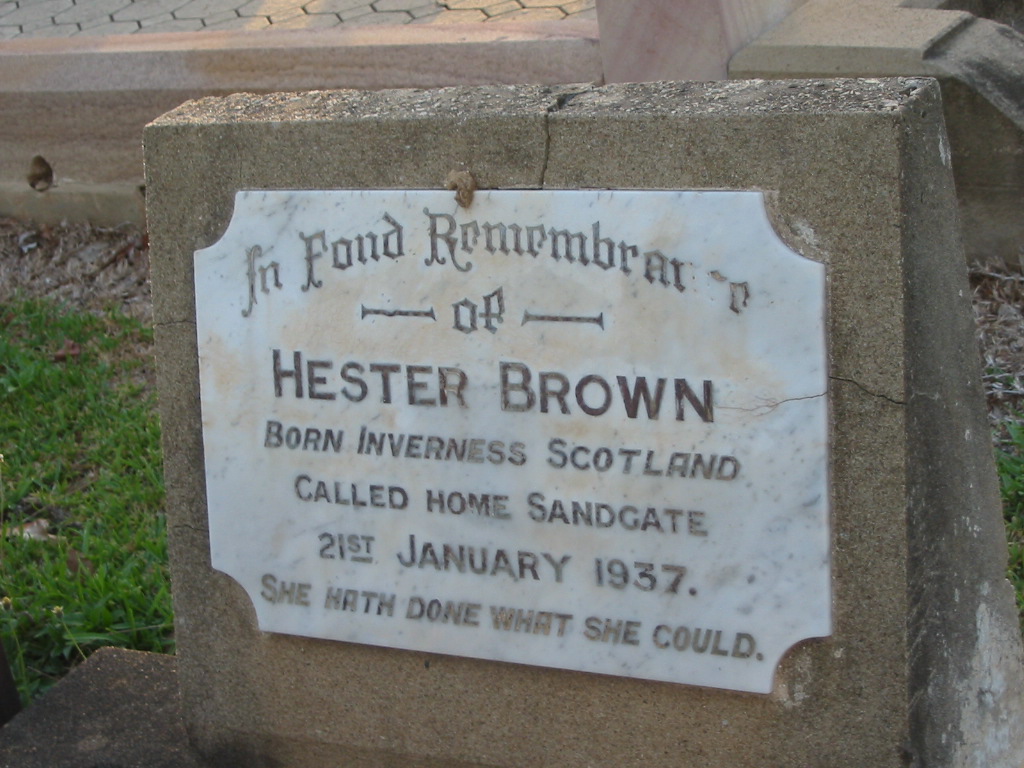 In Fond Remembrance
of
HESTER BROWN
BORN INVERNESS SCOTLAND
CALLED HOME SANDGATE
21ST JANUARY 1937.
SHE HATH DONE WHAT SHE COULD.